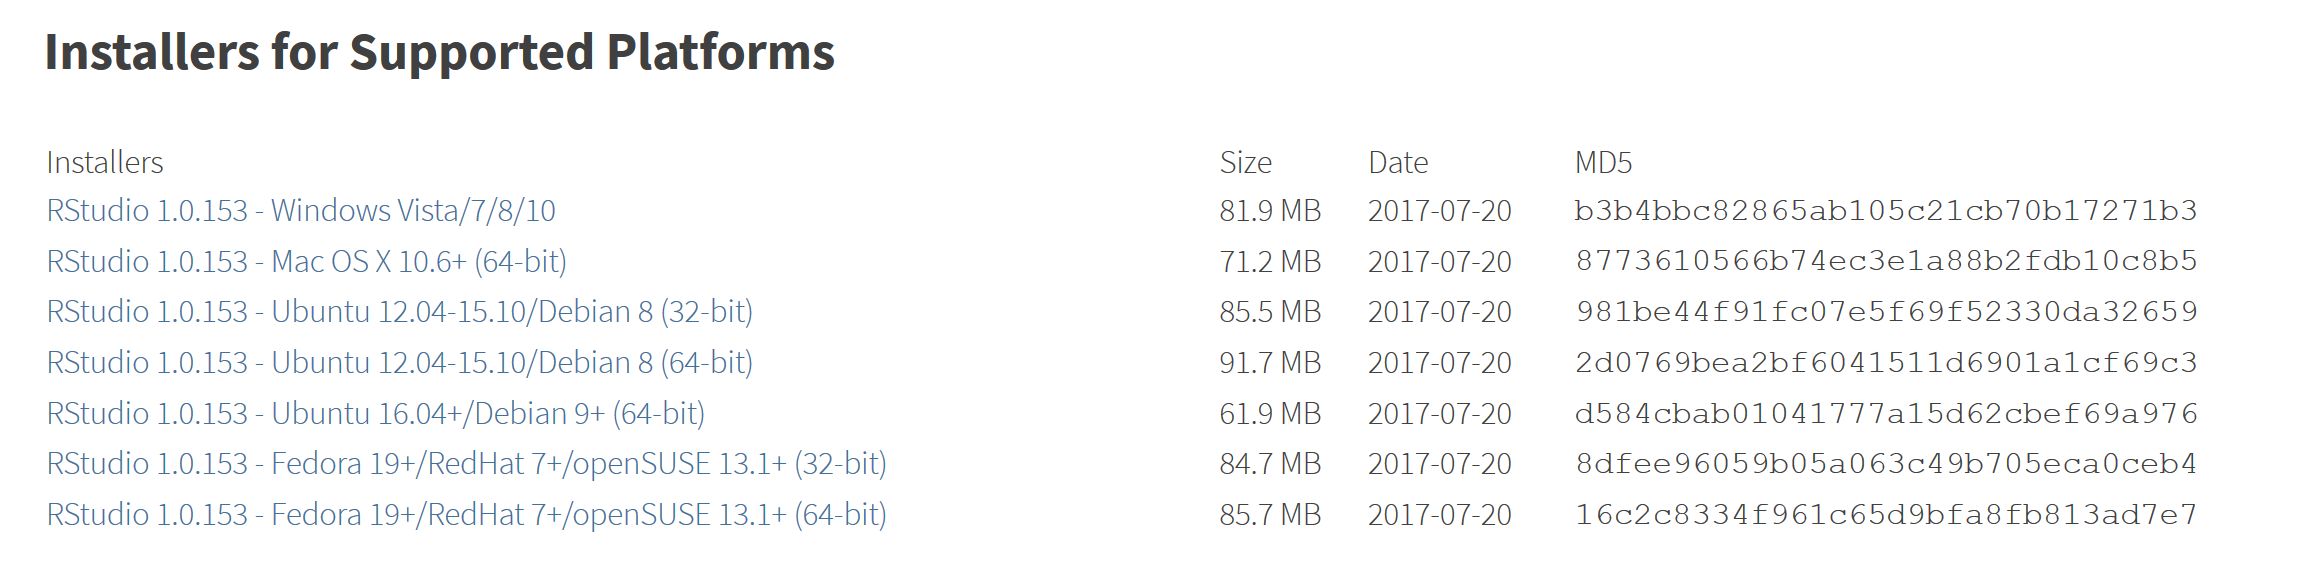 Installers for Supported Platforms
Installers Size Date MD5
RStudio 1.0.153 - Windows Vista/7/8/10 81.9 MB 2017-07-20 b3b4bbc82865ab105c21cb70b17271b3
RStudio 1.0.153 - Mac OS X 10.6+ (64-bit) 71.2 MB 2017-07-20 8773610566b74ec3e1a88b2fdb10c8b5
RStudio 1.0.153 - Ubuntu 12.04-15.10/Debian 8 (32-bit) 85.5 MB 2017-07-20 981be44f91fc07e5f69f52330da32659
RStudio 1.0.153 - Ubuntu 12.04-15.10/Debian 8 (64-bit) 91.7 MB 2017-07-20 2d0769bea2bf6041511d6901a1cf69c3
RStudio 1.0.153 - Ubuntu 16.04+/Debian 9+ (64-bit) 61.9 MB 2017-07-20 d584cbab01041777a15d62cbef69a976
RStudio 1.0.153 - Fedora 19+/RedHat 7+/openSUSE 13.1+ (32-bit) 84.7 MB 2017-07-20 8dfee96059b05a063c49b705eca0ceb4
RStudio 1.0.153 - Fedora 19+/RedHat 7+/openSUSE 13.1+ (64-bit) 85.7 MB 2017-07-20 16c2c8334f961c65d9bfa8fb813ad7e7